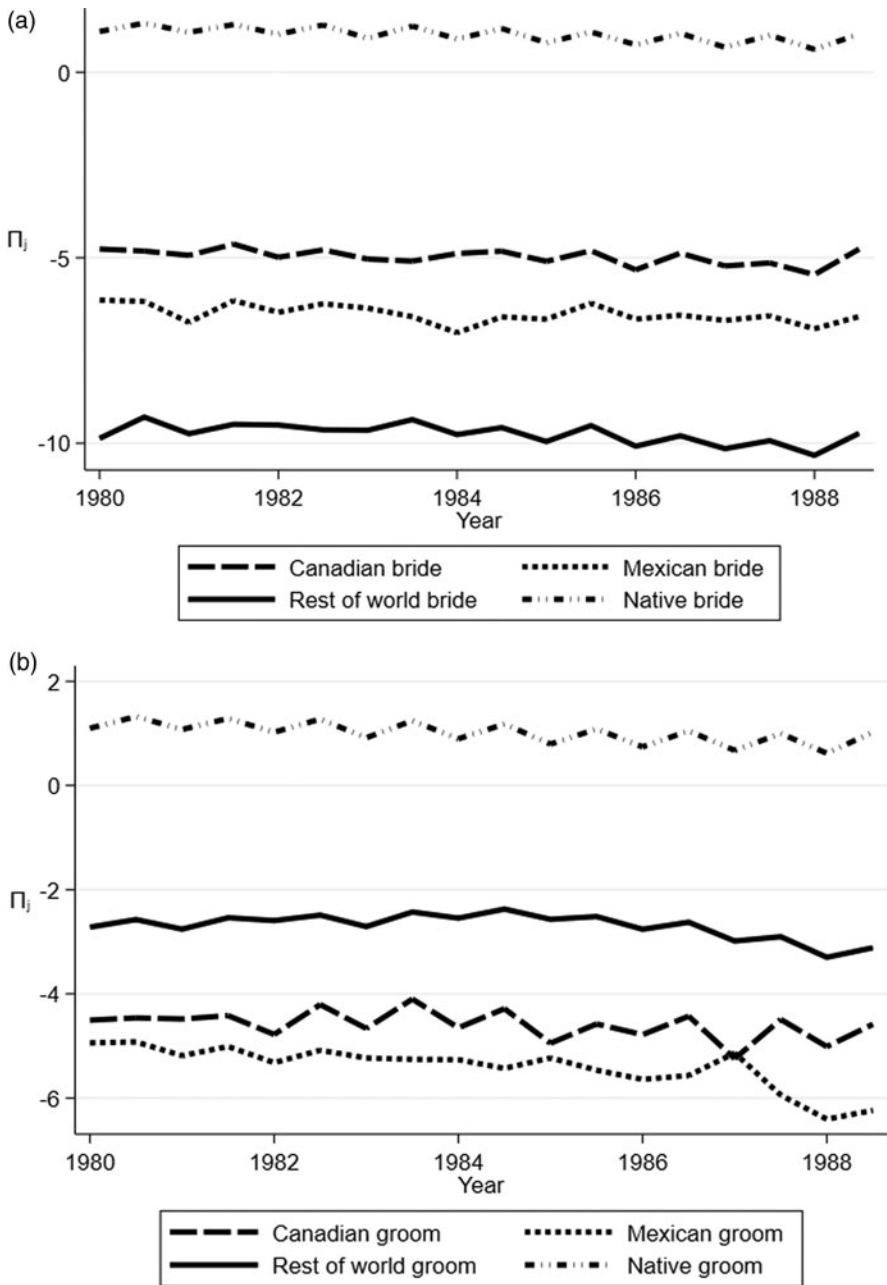 (a)
0
-5
-10
Πⱼⱼ
1980 1982 1984 1986 1988
Year
Canadian bride Mexican bride
Rest of world bride Native bride
(b)
2
0
-2
-4
-6
Πⱼⱼ
1980 1982 1984 1986 1988
Year
Canadian groom Mexican groom
Rest of world groom Native groom